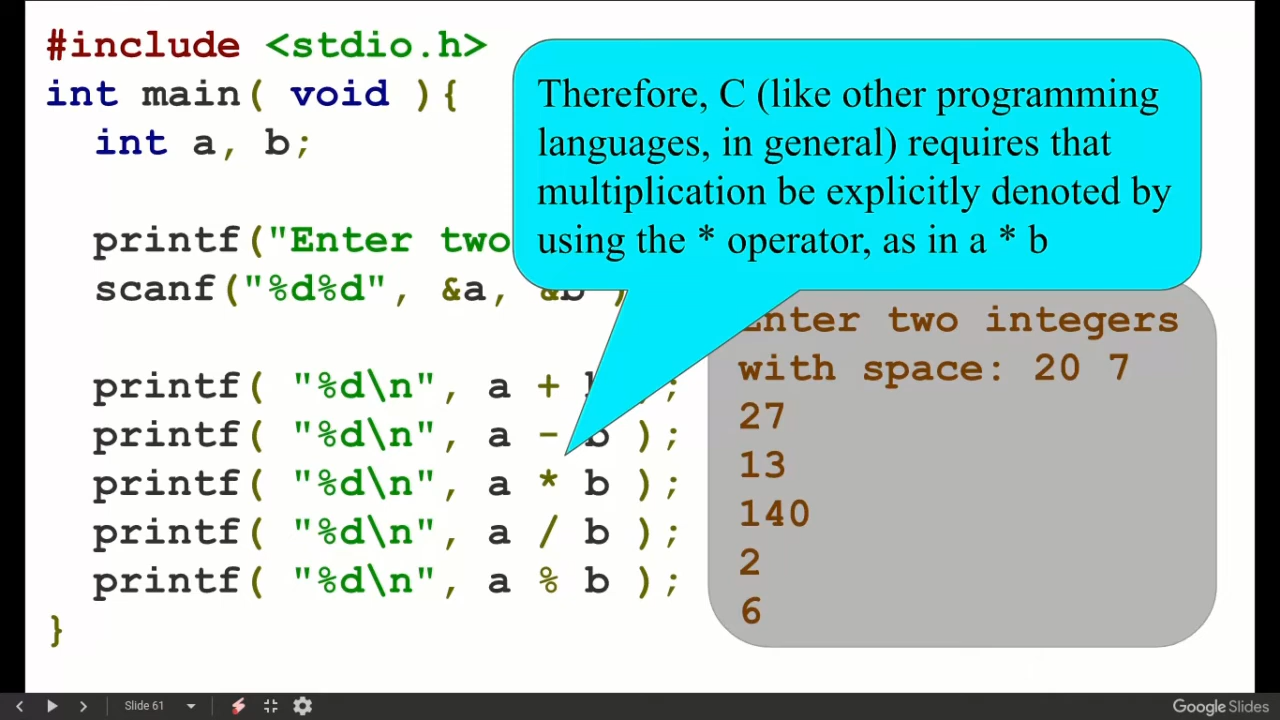 #include <stdio.h>
int main( void ){
int a, b;
printf("Enter two
scanf("%d%d", &a, &b )
printf( "%d\n", a + b );
printf( "%d\n", a - b );
printf( "%d\n", a * b );
printf( "%d\n", a / b );
printf( "%d\n", a % b );
}
Therefore, C (like other programming
languages, in general) requires that
multiplication be explicitly denoted by
using the * operator, as in a * b
Enter two integers
with space: 20 7
27
13
140
2
6
Slide 61
Google Slides